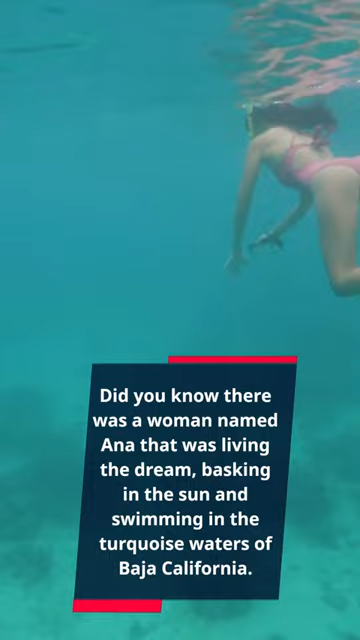 Did you know there
was a woman named
Ana that was living
the dream, basking
in the sun and
swimming in the
turquoise waters of
Baja California.